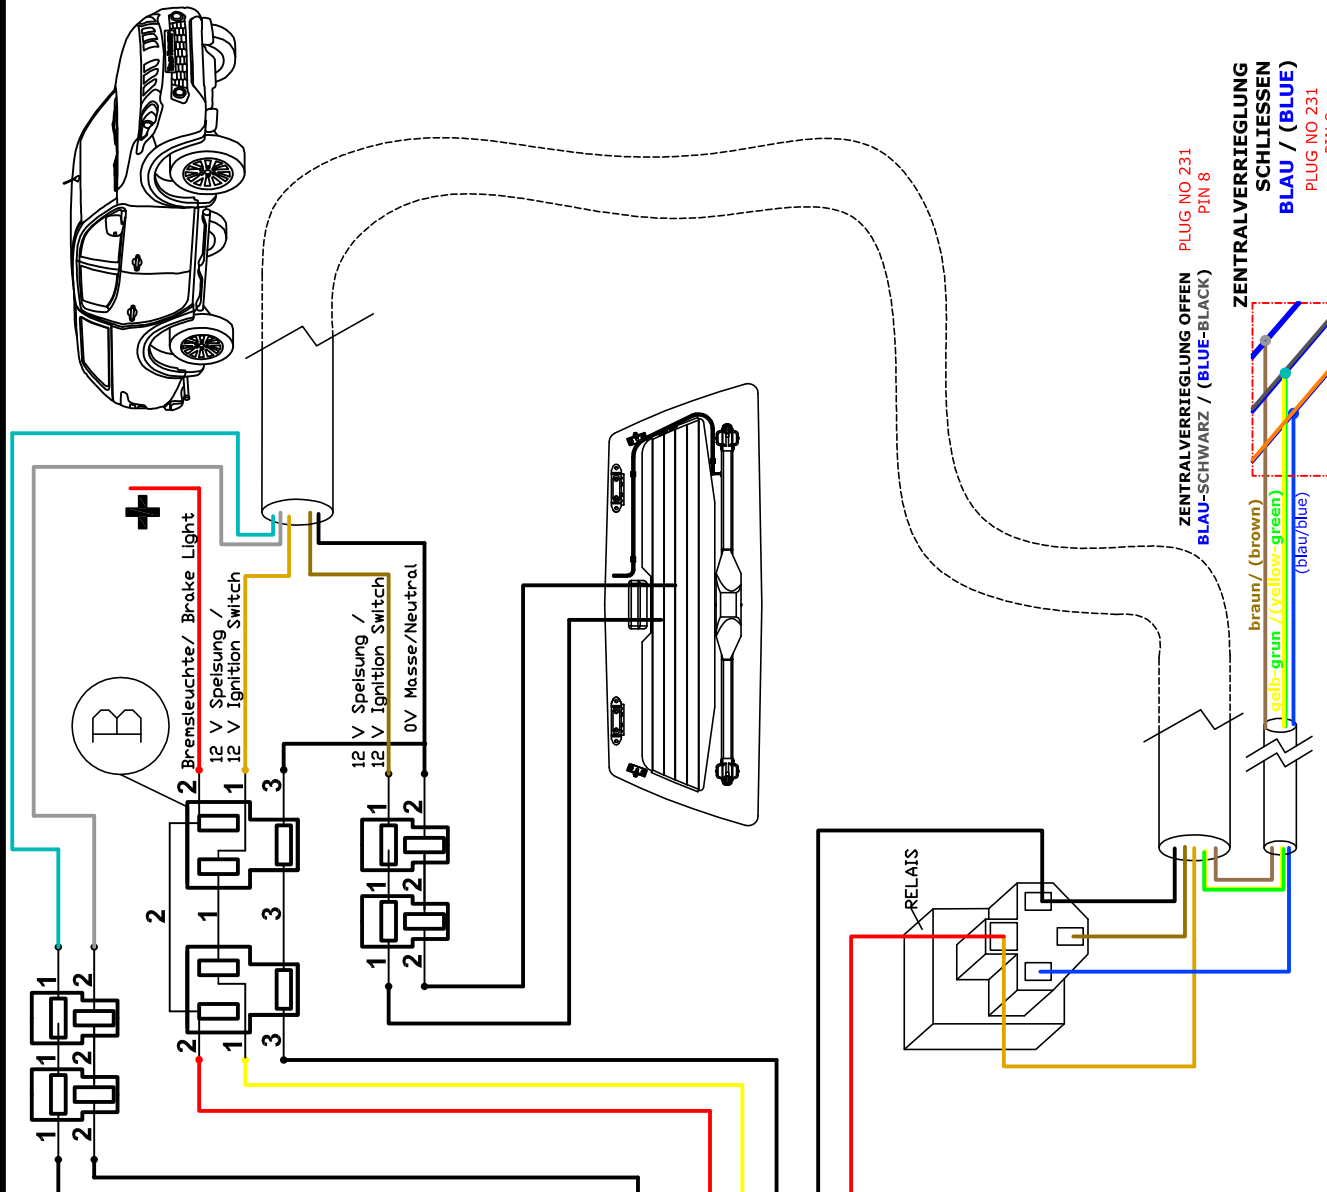 B
Bremsleuchte/ Brake Light
12 V Speisung /
12 V Ignition Switch
12 V Speisung /
12 V Ignition Switch
0V Masse/Neutral
2
1
3
1
2
2
1
3
1
2
1
2
2
1
3
1
2
1
2
1
2
RELAIS
PLUG NO 231
PIN 8
ZENTRALVERRIEGLUNG OFFEN
BLAU-SCHWARZ / (BLUE-BLACK)
ZENTRALVERRIEGLUNG
SCHLIESSEN
BLAU / (BLUE)
PLUG NO 231
braun/ (brown)
gelb-grun /(yellow-green)
(blau/blue)